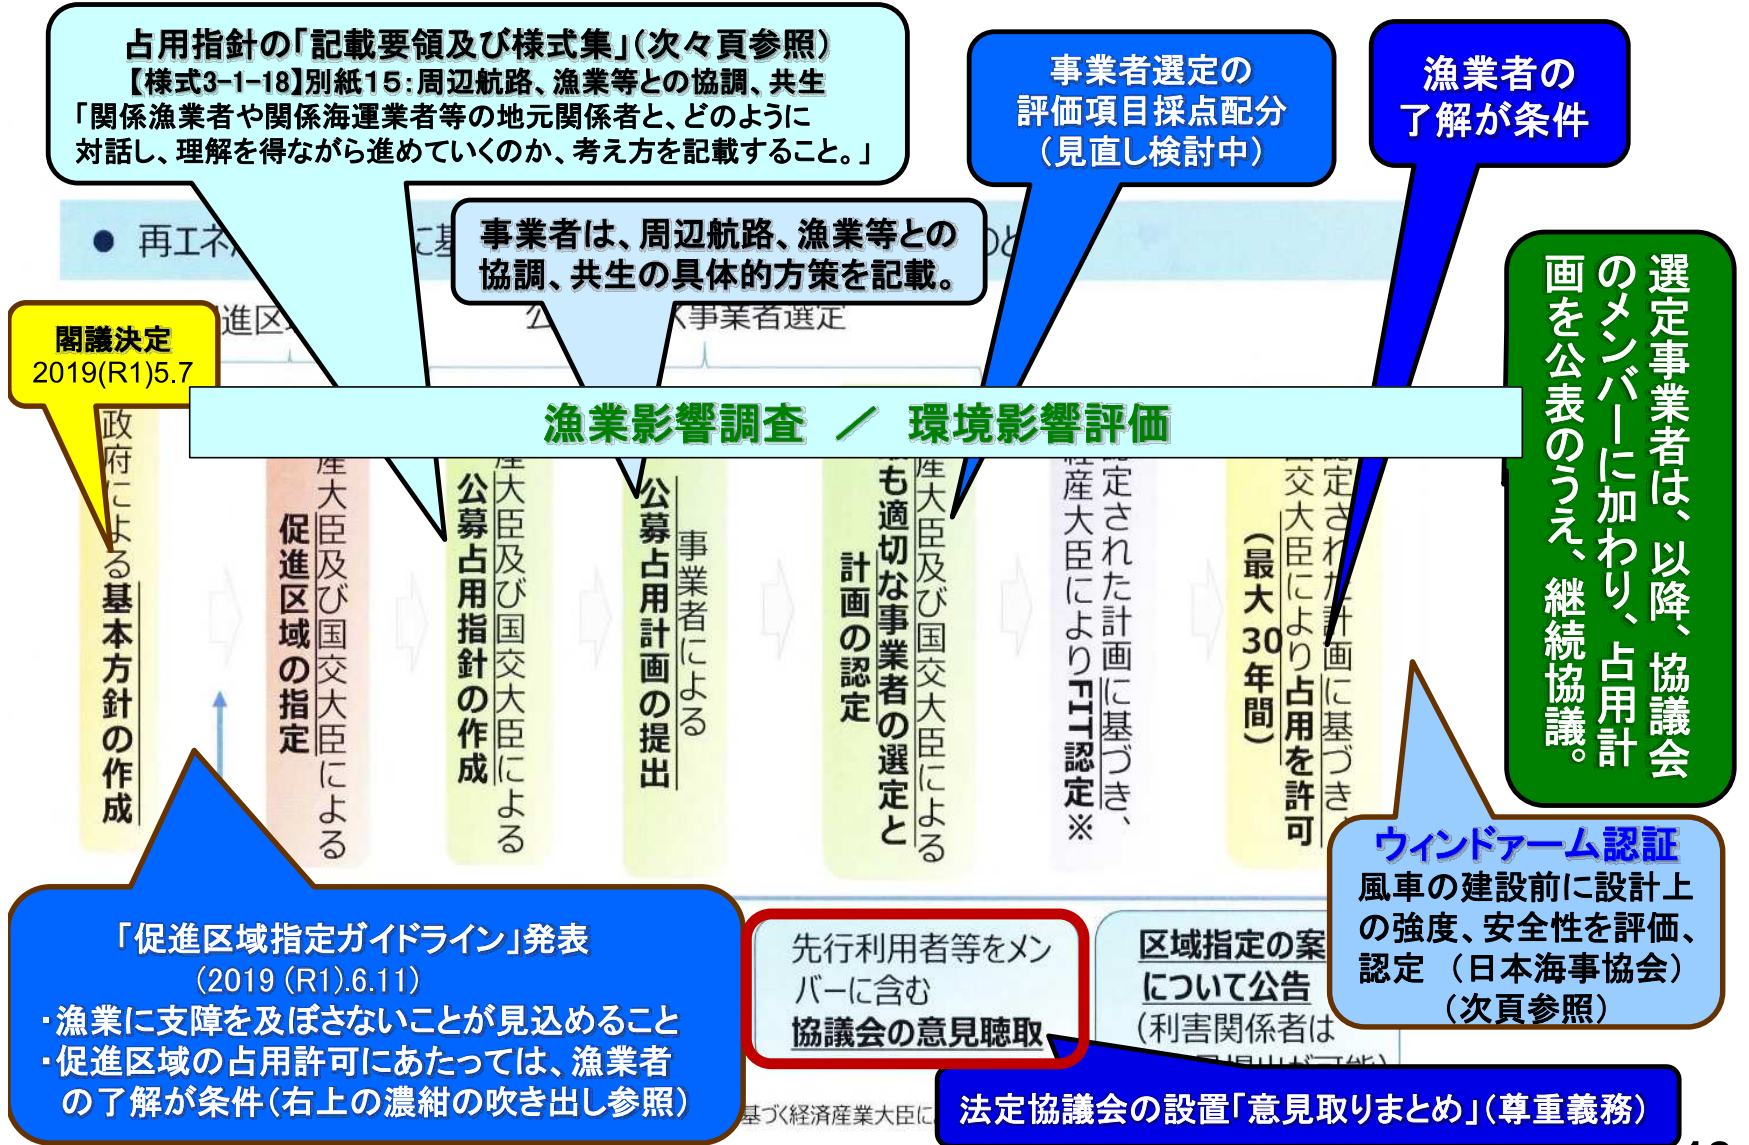 占用指針の「記載要領及び様式集」（次々頁参照）
【様式3-1-18】別紙15：周辺航路、漁業等との協調、共生
「関係漁業者や関係海運業者等の地元関係者と、どのように
対話し、理解を得ながら進めていくのか、考え方を記載すること。」
事業者選定の
評価項目採点配分
（見直し検討中）
漁業者の
了解が条件
● 再エネ
に基
事業者は、周辺航路、漁業等との
協調、共生の具体的方策を記載。
進区
事業者選定
閣議決定
2019(R1)5.7
漁業影響調査 ／ 環境影響評価
選定事業者は、以降、協議会
のメンバーに加わり、占用計
画を公表のうえ、継続協議。
政府による
基本方針の作成
産大臣及び国交大臣による
促進区域の指定
産大臣及び国交大臣による
公募占用指針の作成
事業者による
公募占用計画の提出
産大臣及び国交大臣による
も適切な事業者の選定と
計画の認定
定された計画に基づき、
経産大臣によりFIT認定※
定された計画に基づき、
交大臣により占用を許可
（最大30年間）
ウィンドァーム認証
風車の建設前に設計上
の強度、安全性を評価、
認定 （日本海事協会）
（次頁参照）
「促進区域指定ガイドライン」発表
（2019 (R1).6.11）
・漁業に支障を及ぼさないことが見込めること
・促進区域の占用許可にあたっては、漁業者
の了解が条件（右上の濃紺の吹き出し参照）
先行利用者等をメン
バーに含む
協議会の意見聴取
区域指定の案
について公告
（利害関係者は
基づく経済産業大臣に
法定協議会の設置「意見取りまとめ」（尊重義務）